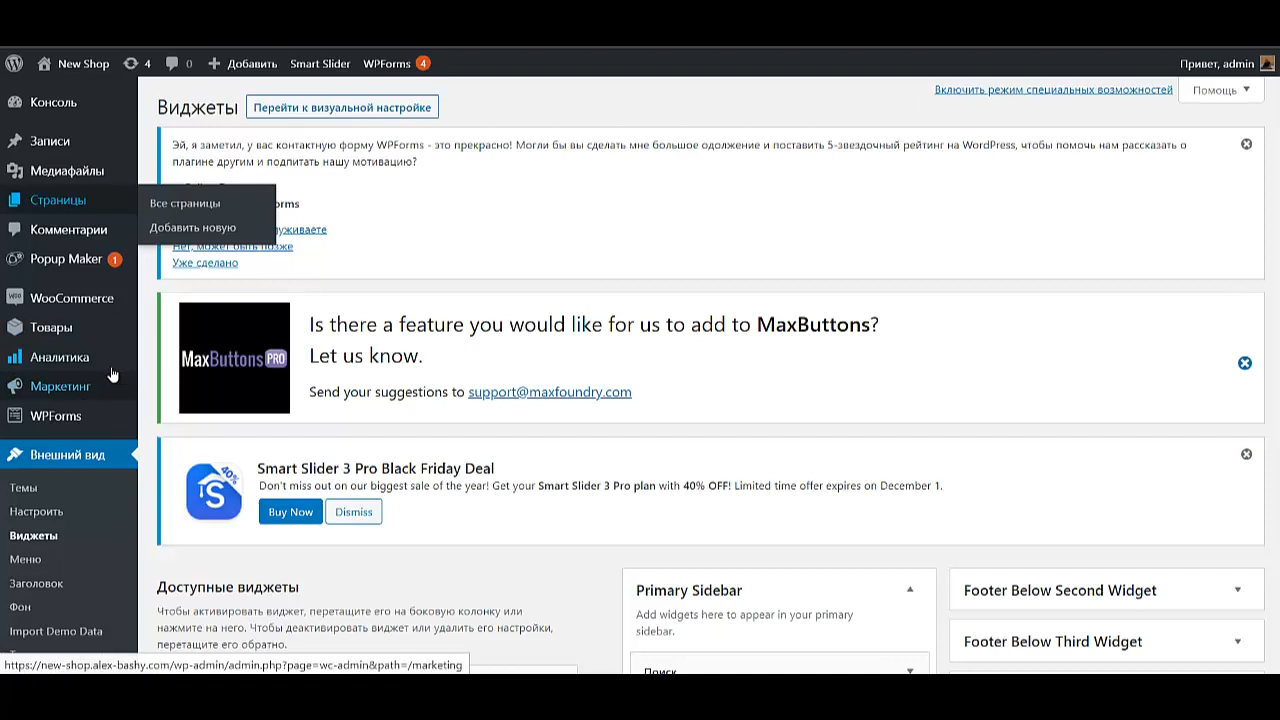 New Shop
4
0
Добавить
Smart Slider
WPForms
4
Привет, admin
Консоль
Записи
Медиафайлы
Страницы
Комментарии
Popup Maker
1
WooCommerce
Товары
Аналитика
Маркетинг
WPForms
Внешний вид
Темы
Настроить
Виджеты
Меню
Заголовок
Фон
Import Demo Data
Все страницы
Добавить новую
Виджеты
Перейти к визуальной настройке
Включить режим специальных возможностей
Помощь
Эй, я заметил, у вас контактную форму WPForms - это прекрасно! Могли бы вы сделать мне большое одолжение и поставить 5-звездочный рейтинг на WordPress, чтобы помочь нам рассказать о
плагине другим и подпитать нашу мотивацию?
Нет, может быть позже
Уже сделано
MaxButtons PRO
Is there a feature you would like for us to add to MaxButtons?
Let us know.
Send your suggestions to support@maxfoundry.com
40%
S
Smart Slider 3 Pro Black Friday Deal
Don't miss out on our biggest sale of the year! Get your Smart Slider 3 Pro plan with 40% OFF! Limited time offer expires on December 1.
Buy Now
Dismiss
Доступные виджеты
Чтобы активировать виджет, перетащите его на боковую колонку или
нажмите на него. Чтобы деактивировать виджет или удалить его настройки,
перетащите его обратно.
Primary Sidebar
Add widgets here to appear in your primary
sidebar.
Поиск
Footer Below Second Widget
Footer Below Third Widget
https://new-shop.alex-bashy.com/wp-admin/admin.php?page=wc-admin&path=/marketing